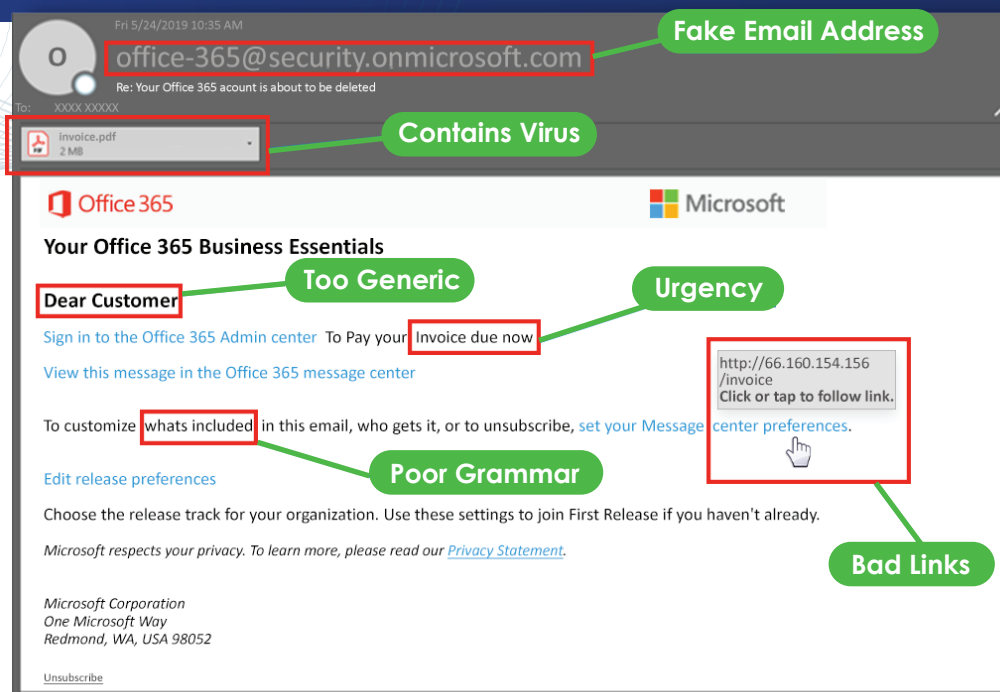 Fri 5/24/2019 10:35 AM
Fake Email Address
O
office-365@security.onmicrosoft.com
Re: Your Office 365 acount is about to be deleted
To: XXXX XXXXX
invoice.pdf
2 MB
PDF
Contains Virus
Office 365
Microsoft
Your Office 365 Business Essentials
Too Generic
Dear Customer
Urgency
Sign in to the Office 365 Admin center To Pay your Invoice due now
View this message in the Office 365 message center
http://66.160.154.156
/invoice
Click or tap to follow link.
To customize whats included in this email, who gets it, or to unsubscribe, set your Message center preferences.
Poor Grammar
Edit release preferences
Choose the release track for your organization. Use these settings to join First Release if you haven't already.
Microsoft respects your privacy. To learn more, please read our Privacy Statement.
Bad Links
Microsoft Corporation
One Microsoft Way
Redmond, WA, USA 98052
Unsubscribe